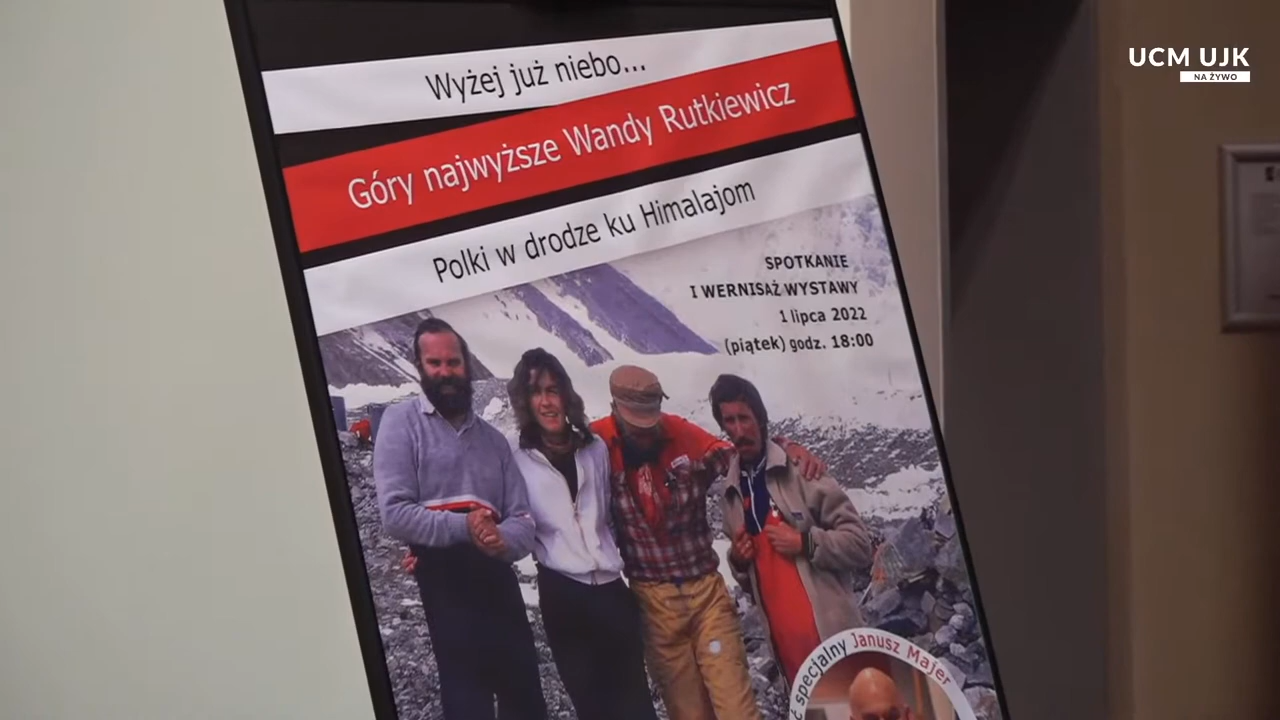 UCM UJK
NA ŻYWO
Wyżej już niebo...
Góry najwyższe Wandy Rutkiewicz
Polki w drodze ku Himalajom
SPOTKANIE
I WERNISAŻ WYSTAWY
1 lipca 2022
(piątek) godz. 18:00
specjalny Janusz Majer